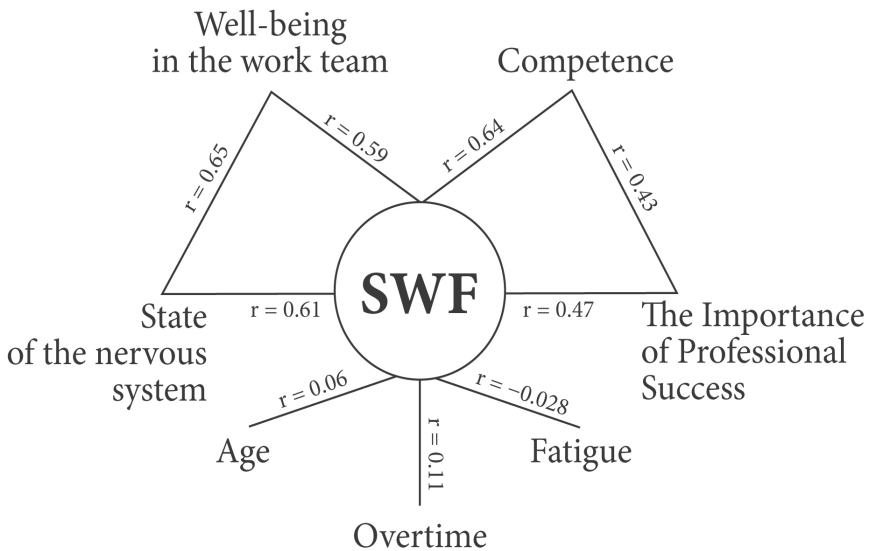 Well-being
in the work team
Competence
r = 0.59
r = 0.64
r = 0.65
r = 0.43
SWF
r = 0.61
r = 0.47
State
of the nervous
system
The Importance
of Professional
Success
r = 0.06
r = −0.028
r = 0.11
Age
Fatigue
Overtime